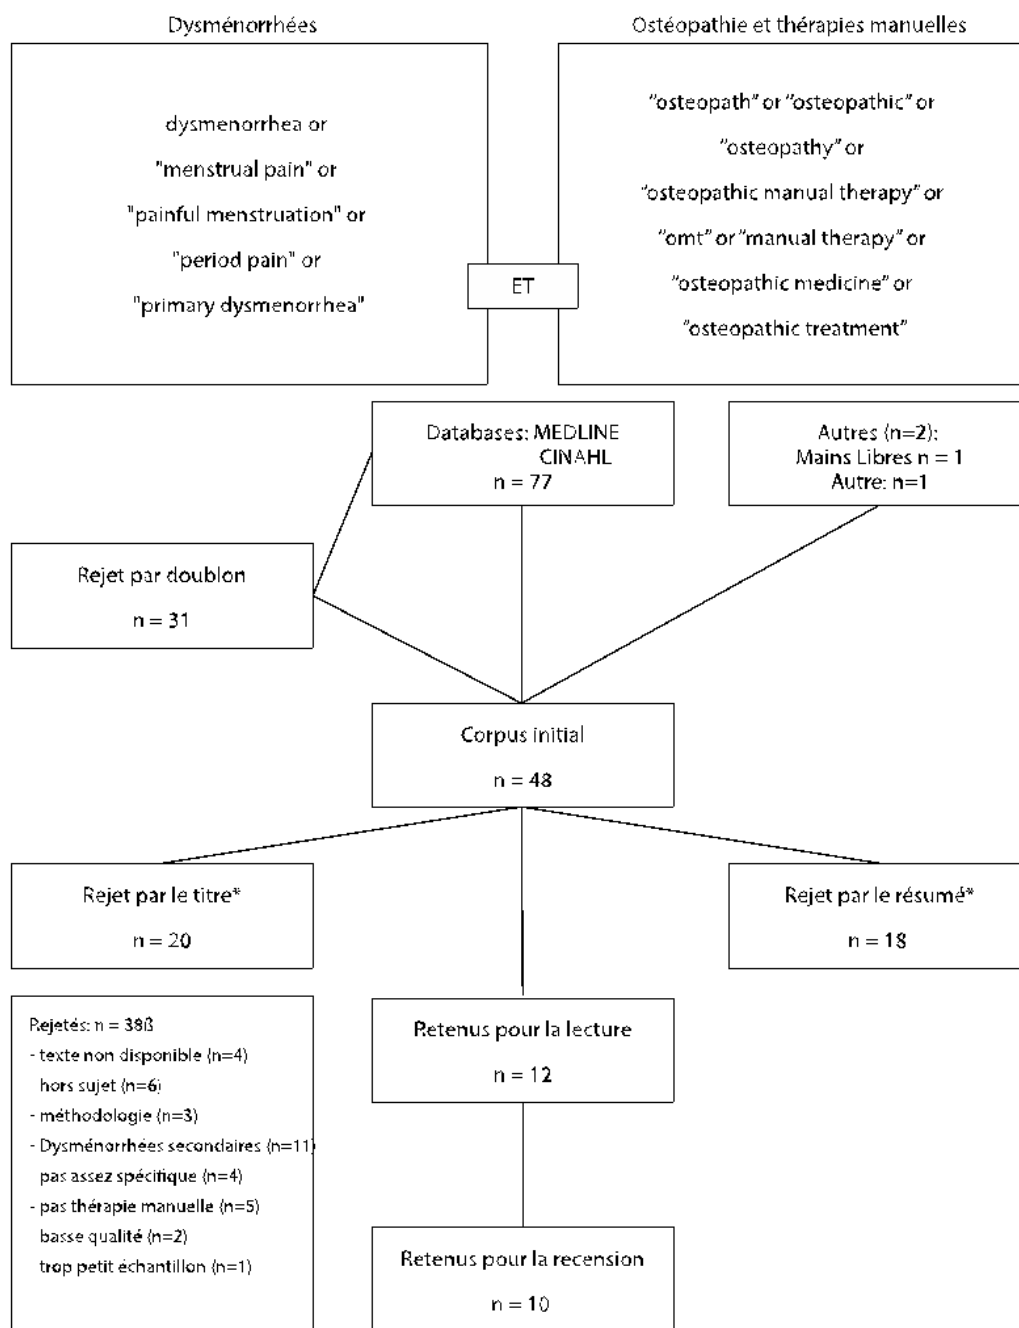 Dysménorrhées
dysmenorrhea or
"menstrual pain" or
"painful menstruation" or
"period pain" or
"primary dysmenorrhea"
Ostéopathie et thérapies manuelles
"osteopath" or "osteopathic" or
"osteopathy" or
"osteopathic manual therapy" or
"omt" or "manual therapy" or
"osteopathic medicine" or
"osteopathic treatment"
ET
Databases: MEDLINE
CINAHL
n = 77
Autres (n=2):
Mains Libres n = 1
Autre: n=1
Rejet par doublon
n = 31
Corpus initial
n = 48
Rejet par le titre*
n = 20
Rejet par le résumé*
n = 18
Rejetés: n = 38ß
- texte non disponible (n=4)
hors sujet (n=6)
- méthodologie (n=3)
- Dysménorrhées secondaires (n=11)
pas assez spécifique (n=4)
- pas thérapie manuelle (n=5)
basse qualité (n=2)
trop petit échantillon (n=1)
Retenus pour la lecture
n = 12
Retenus pour la recension
n = 10